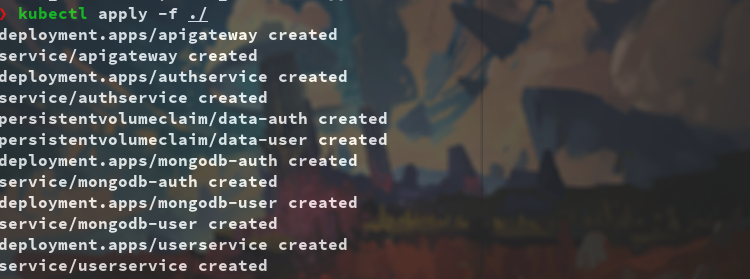 ❯ kubectl apply -f ./
deployment.apps/apigateway created
service/apigateway created
deployment.apps/authservice created
service/authservice created
persistentvolumeclaim/data-auth created
persistentvolumeclaim/data-user created
deployment.apps/mongodb-auth created
service/mongodb-auth created
deployment.apps/mongodb-user created
service/mongodb-user created
deployment.apps/userservice created
service/userservice created